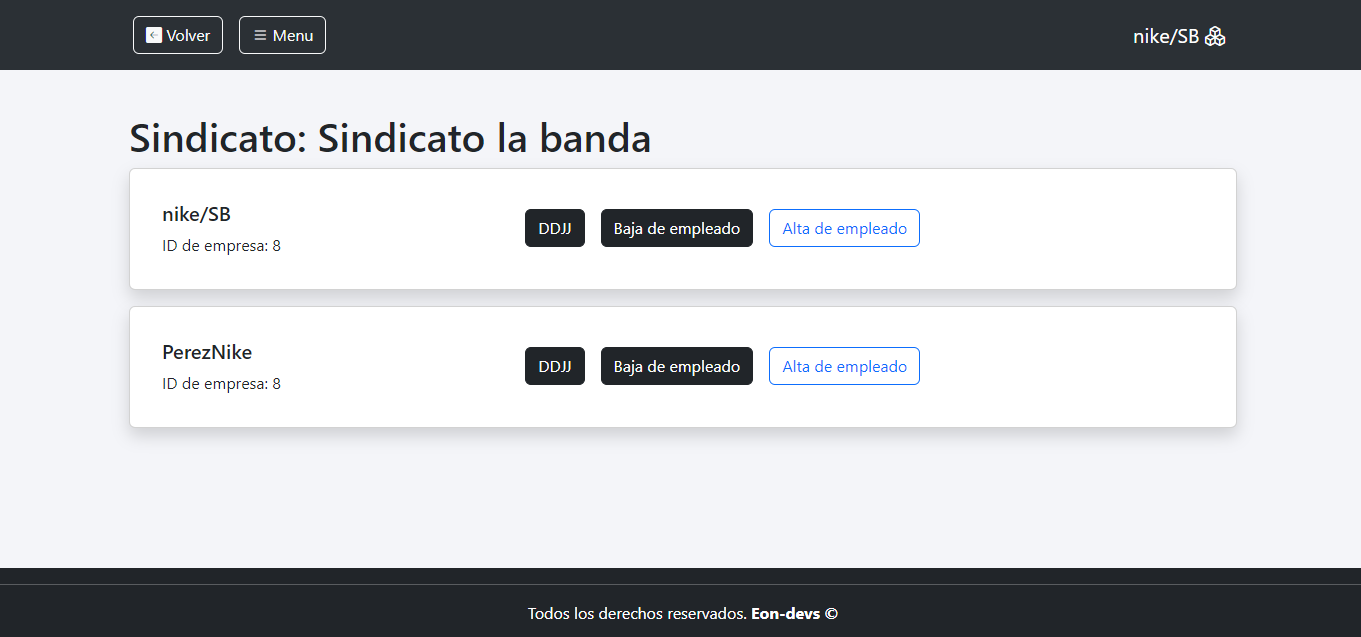 Volver
Menu
nike/SB
Sindicato: Sindicato la banda
nike/SB
ID de empresa: 8
DDJJ
Baja de empleado
Alta de empleado
PerezNike
ID de empresa: 8
DDJJ
Baja de empleado
Alta de empleado
Todos los derechos reservados. Eon-devs ©